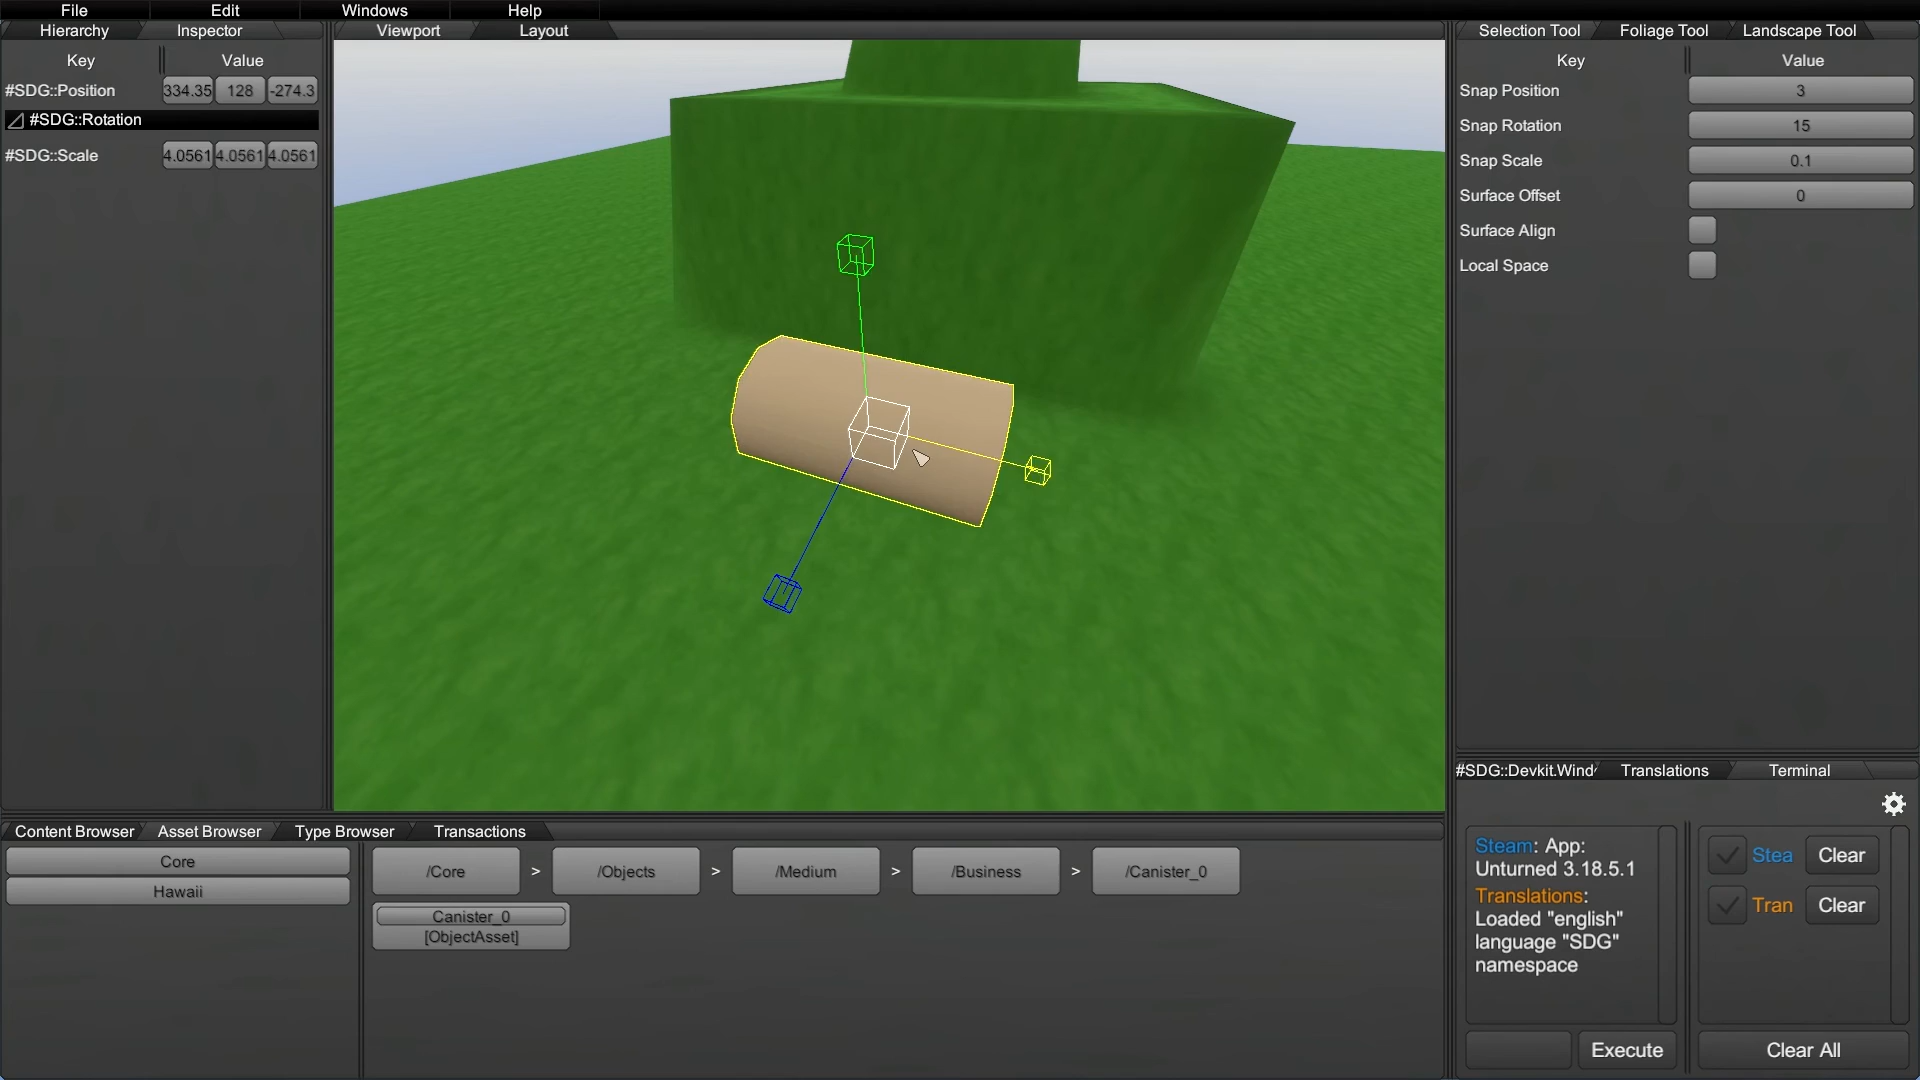 File Edit Windows Help
Hierarchy Inspector Viewport Layout Selection Tool Foliage Tool Landscape Tool
Key Value
#SDG::Position 334.35 128 -274.3
#SDG::Rotation
#SDG::Scale 4.0561 4.0561 4.0561
Key Value
Snap Position 3
Snap Rotation 15
Snap Scale 0.1
Surface Offset 0
Surface Align
Local Space
#SDG::Devkit.Wind Translations Terminal
Content Browser Asset Browser Type Browser Transactions
Core
Hawaii
/Core > /Objects > /Medium > /Business > /Canister_0
Canister_0
[ObjectAsset]
Steam: App:
Unturned 3.18.5.1
Translations:
Loaded "english"
language "SDG"
namespace
Stea Clear
Tran Clear
Execute Clear All